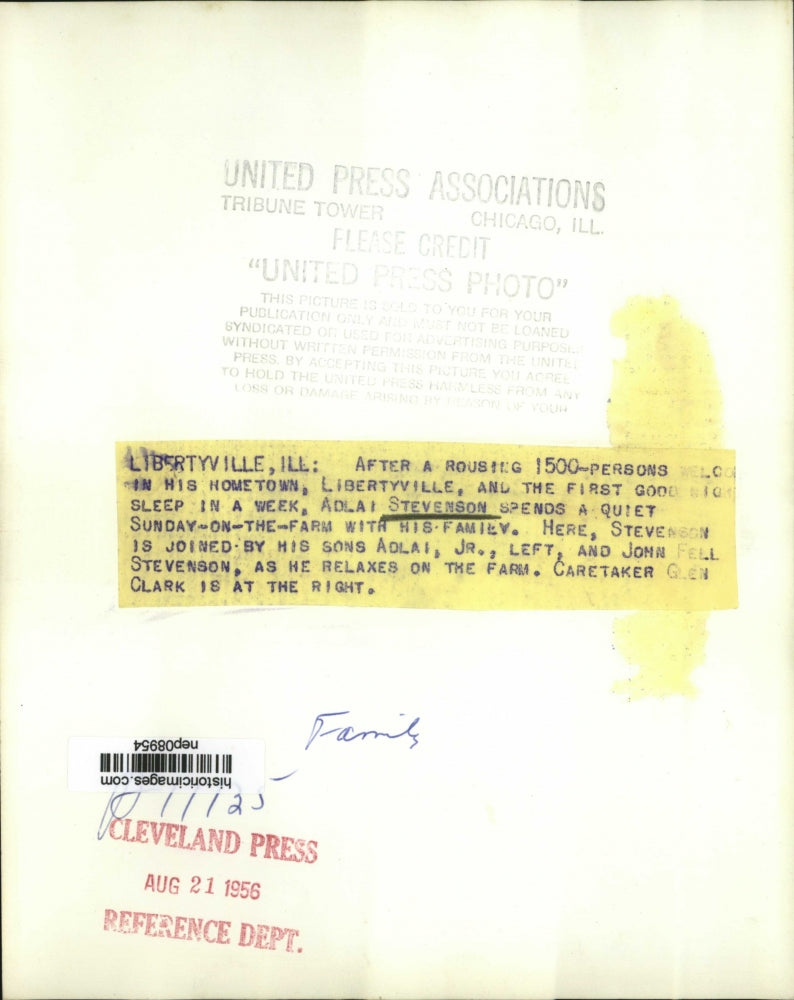 UNITED PRESS ASSOCIATIONS
TRIBUNE TOWER CHICAGO, ILL.
PLEASE CREDIT
"UNITED PRESS PHOTO"
THIS PICTURE IS SOLD TO YOU FOR YOUR
PUBLICATION ONLY AND MUST NOT BE LOANED
SYNDICATED OR USED FOR ADVERTISING PURPOSE
WITHOUT WRITTEN PERMISSION FROM THE UNITE
PRESS. BY ACCEPTING THIS PICTURE YOU AGREE
TO HOLD THE UNITED PRESS HARMLESS FROM ANY
LOSS OR DAMAGE ARISING BY REASON OF YOUR
LIBERTYVILLE, ILL: AFTER A ROUSING 1500-PERSONS WELCO
IN HIS HOMETOWN, LIBERTYVILLE, AND THE FIRST GOOD
SLEEP IN A WEEK, ADLAI STEVENSON SPENDS A QUIET
SUNDAY-ON-THE-FARM WITH HIS FAMILY. HERE, STEVENSON
IS JOINED BY HIS SONS ADLAI, JR., LEFT, AND JOHN FELL
STEVENSON, AS HE RELAXES ON THE FARM. CARETAKER GLEN
CLARK IS AT THE RIGHT.
Family
historicimages.com
nep08954
11125
CLEVELAND PRESS
AUG 21 1956
REFERENCE DEPT.